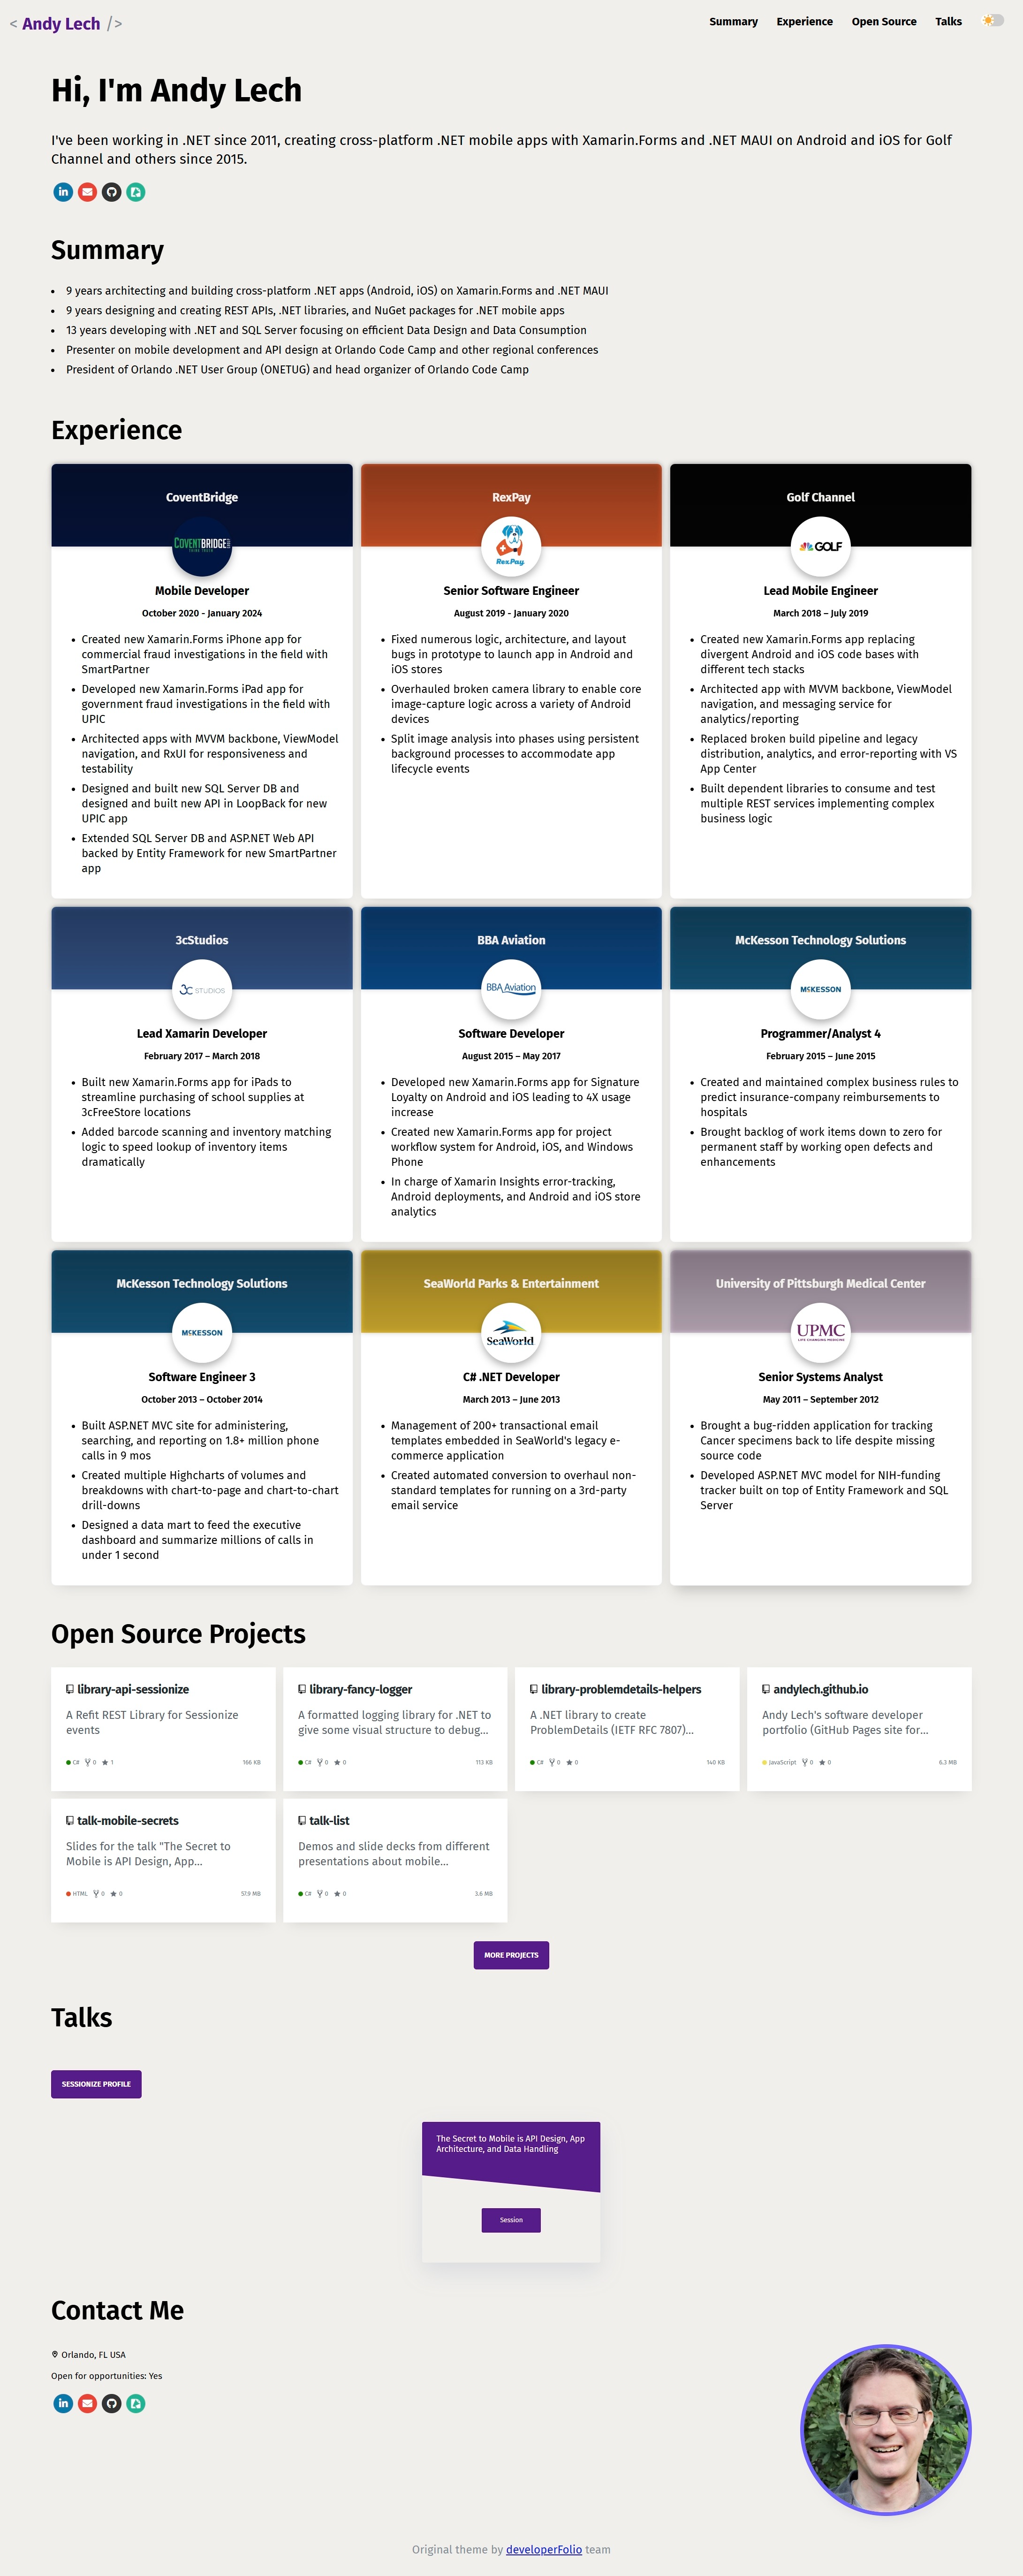 < Andy Lech />
Summary
Experience
Open Source
Talks
Hi, I'm Andy Lech
I've been working in .NET since 2011, creating cross-platform .NET mobile apps with Xamarin.Forms and .NET MAUI on Android and iOS for Golf
Channel and others since 2015.
in
Summary
• 9 years architecting and building cross-platform .NET apps (Android, iOS) on Xamarin.Forms and .NET MAUI
• 9 years designing and creating REST APIs, .NET libraries, and NuGet packages for .NET mobile apps
• 13 years developing with .NET and SQL Server focusing on efficient Data Design and Data Consumption
• Presenter on mobile development and API design at Orlando Code Camp and other regional conferences
• President of Orlando .NET User Group (ONETUG) and head organizer of Orlando Code Camp
Experience
CoventBridge
COVENTBRIDGE
Mobile Developer
October 2020 - January 2024
• Created new Xamarin.Forms iPhone app for
commercial fraud investigations in the field with
SmartPartner
• Developed new Xamarin.Forms iPad app for
government fraud investigations in the field with
UPIC
• Architected apps with MVVM backbone, ViewModel
navigation, and RxUI for responsiveness and
testability
• Designed and built new SQL Server DB and
designed and built new API in LoopBack for new
UPIC app
• Extended SQL Server DB and ASP.NET Web API
backed by Entity Framework for new SmartPartner
app
RexPay
RexPay
Senior Software Engineer
August 2019 - January 2020
• Fixed numerous logic, architecture, and layout
bugs in prototype to launch app in Android and
iOS stores
• Overhauled broken camera library to enable core
image-capture logic across a variety of Android
devices
• Split image analysis into phases using persistent
background processes to accommodate app
lifecycle events
Golf Channel
GOLF
Lead Mobile Engineer
March 2018 – July 2019
• Created new Xamarin.Forms app replacing
divergent Android and iOS code bases with
different tech stacks
• Architected app with MVVM backbone, ViewModel
navigation, and messaging service for
analytics/reporting
• Replaced broken build pipeline and legacy
distribution, analytics, and error-reporting with VS
App Center
• Built dependent libraries to consume and test
multiple REST services implementing complex
business logic
3cStudios
3C STUDIOS
Lead Xamarin Developer
February 2017 – March 2018
• Built new Xamarin.Forms app for iPads to
streamline purchasing of school supplies at
3cFreeStore locations
• Added barcode scanning and inventory matching
logic to speed lookup of inventory items
dramatically
BBA Aviation
BBA Aviation
Software Developer
August 2015 – May 2017
• Developed new Xamarin.Forms app for Signature
Loyalty on Android and iOS leading to 4X usage
increase
• Created new Xamarin.Forms app for project
workflow system for Android, iOS, and Windows
Phone
• In charge of Xamarin Insights error-tracking,
Android deployments, and Android and iOS store
analytics
McKesson Technology Solutions
MCKESSON
Programmer/Analyst 4
February 2015 – June 2015
• Created and maintained complex business rules to
predict insurance-company reimbursements to
hospitals
• Brought backlog of work items down to zero for
permanent staff by working open defects and
enhancements
McKesson Technology Solutions
MCKESSON
Software Engineer 3
October 2013 – October 2014
• Built ASP.NET MVC site for administering,
searching, and reporting on 1.8+ million phone
calls in 9 mos
• Created multiple Highcharts of volumes and
breakdowns with chart-to-page and chart-to-chart
drill-downs
• Designed a data mart to feed the executive
dashboard and summarize millions of calls in
under 1 second
SeaWorld Parks & Entertainment
SeaWorld
C# .NET Developer
March 2013 – June 2013
• Management of 200+ transactional email
templates embedded in SeaWorld's legacy e-
commerce application
• Created automated conversion to overhaul non-
standard templates for running on a 3rd-party
email service
University of Pittsburgh Medical Center
UPMC
LIFE CHANGING MEDICINE
Senior Systems Analyst
May 2011 – September 2012
• Brought a bug-ridden application for tracking
Cancer specimens back to life despite missing
source code
• Developed ASP.NET MVC model for NIH-funding
tracker built on top of Entity Framework and SQL
Server
Open Source Projects
library-api-sessionize
A Refit REST Library for Sessionize
events
C# 0 1 166 KB
library-fancy-logger
A formatted logging library for .NET to
give some visual structure to debug...
C# 0 0 113 KB
library-problemdetails-helpers
A .NET library to create
ProblemDetails (IETF RFC 7807)...
C# 0 0 140 KB
andylech.github.io
Andy Lech's software developer
portfolio (GitHub Pages site for...
JavaScript 0 0 6.3 MB
talk-mobile-secrets
Slides for the talk "The Secret to
Mobile is API Design, App...
HTML 0 0 57.9 MB
talk-list
Demos and slide decks from different
presentations about mobile...
C# 0 0 3.6 MB
MORE PROJECTS
Talks
SESSIONIZE PROFILE
The Secret to Mobile is API Design, App
Architecture, and Data Handling
Session
Contact Me
Orlando, FL USA
Open for opportunities: Yes
in
Original theme by developerFolio team